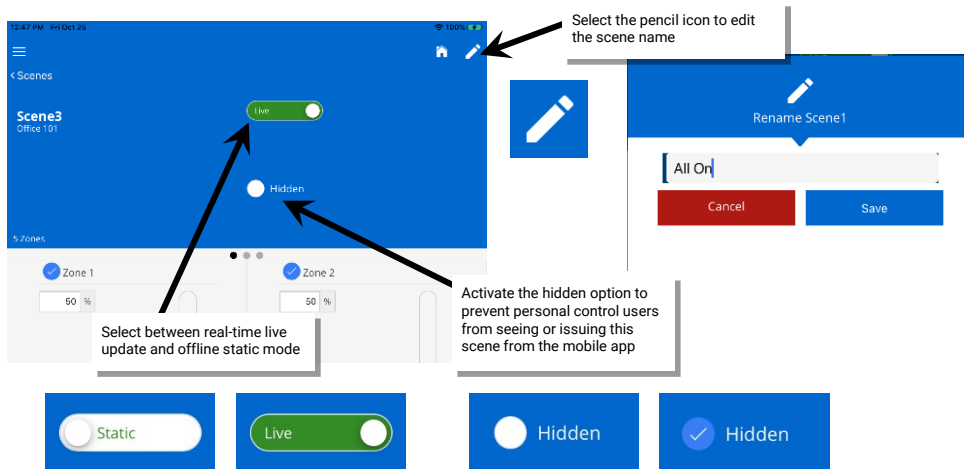 12:47 PM Fri Oct 26
100%
Select the pencil icon to edit
the scene name
< Scenes
Scene3
Office 101
Live
Hidden
5 Zones
Zone 1
50 %
Zone 2
50 %
Select between real-time live
update and offline static mode
Activate the hidden option to
prevent personal control users
from seeing or issuing this
scene from the mobile app
Rename Scene1
All On
Cancel
Save
Static
Live
Hidden
Hidden